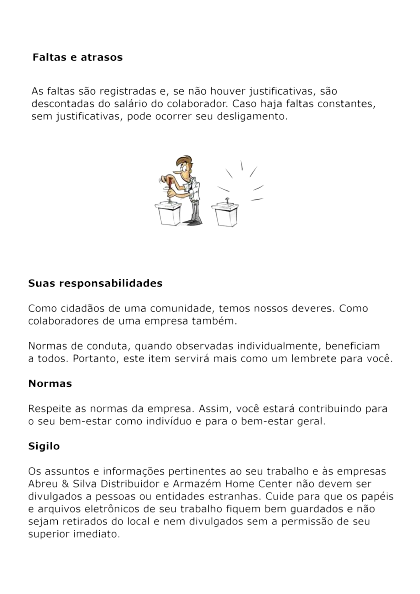 Faltas e atrasos
As faltas são registradas e, se não houver justificativas, são
descontadas do salário do colaborador. Caso haja faltas constantes,
sem justificativas, pode ocorrer seu desligamento.
Suas responsabilidades
Como cidadãos de uma comunidade, temos nossos deveres. Como
colaboradores de uma empresa também.
Normas de conduta, quando observadas individualmente, beneficiam
a todos. Portanto, este item servirá mais como um lembrete para você.
Normas
Respeite as normas da empresa. Assim, você estará contribuindo para
o seu bem-estar como indivíduo e para o bem-estar geral.
Sigilo
Os assuntos e informações pertinentes ao seu trabalho e às empresas
Abreu & Silva Distribuidor e Armazém Home Center não devem ser
divulgados a pessoas ou entidades estranhas. Cuide para que os papéis
e arquivos eletrônicos de seu trabalho fiquem bem guardados e não
sejam retirados do local e nem divulgados sem a permissão de seu
superior imediato.